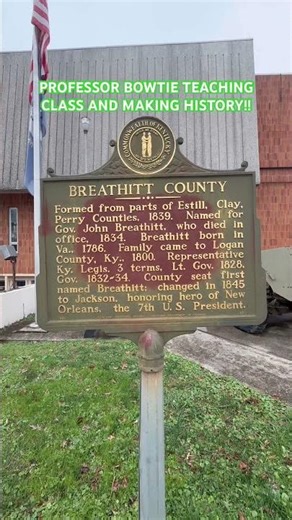 PROFESSOR BOWTIE TEACHING
CLASS AND MAKING HISTORY!!
COMMONWEALTH OF KENTUCKY
BREATHITT COUNTY
Formed from parts of Estill, Clay,
Perry Counties, 1839. Named for
Gov. John Breathitt, who died in
office, 1834. Breathitt born in
Va., 1786. Family came to Logan
County, Ky., 1800. Representative
Ky. Legis. 3 terms, Lt. Gov. 1828,
Gov. 1832-34. County seat first
named Breathitt; changed in 1845
to Jackson, honoring hero of New
Orleans, the 7th U.S. President.